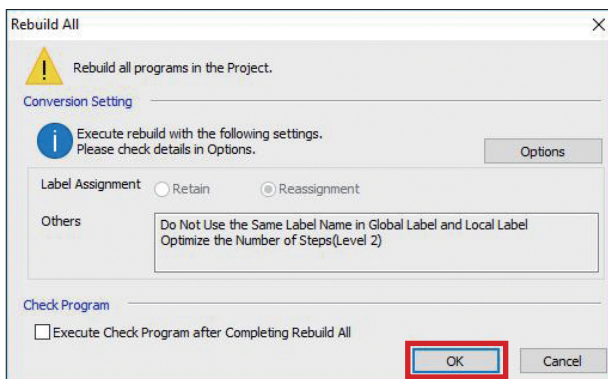 Rebuild All
Rebuild all programs in the Project.
Conversion Setting
Execute rebuild with the following settings.
Please check details in Options.
Options
Label Assignment Retain Reassignment
Others
Do Not Use the Same Label Name in Global Label and Local Label
Optimize the Number of Steps(Level 2)
Check Program
Execute Check Program after Completing Rebuild All
OK Cancel